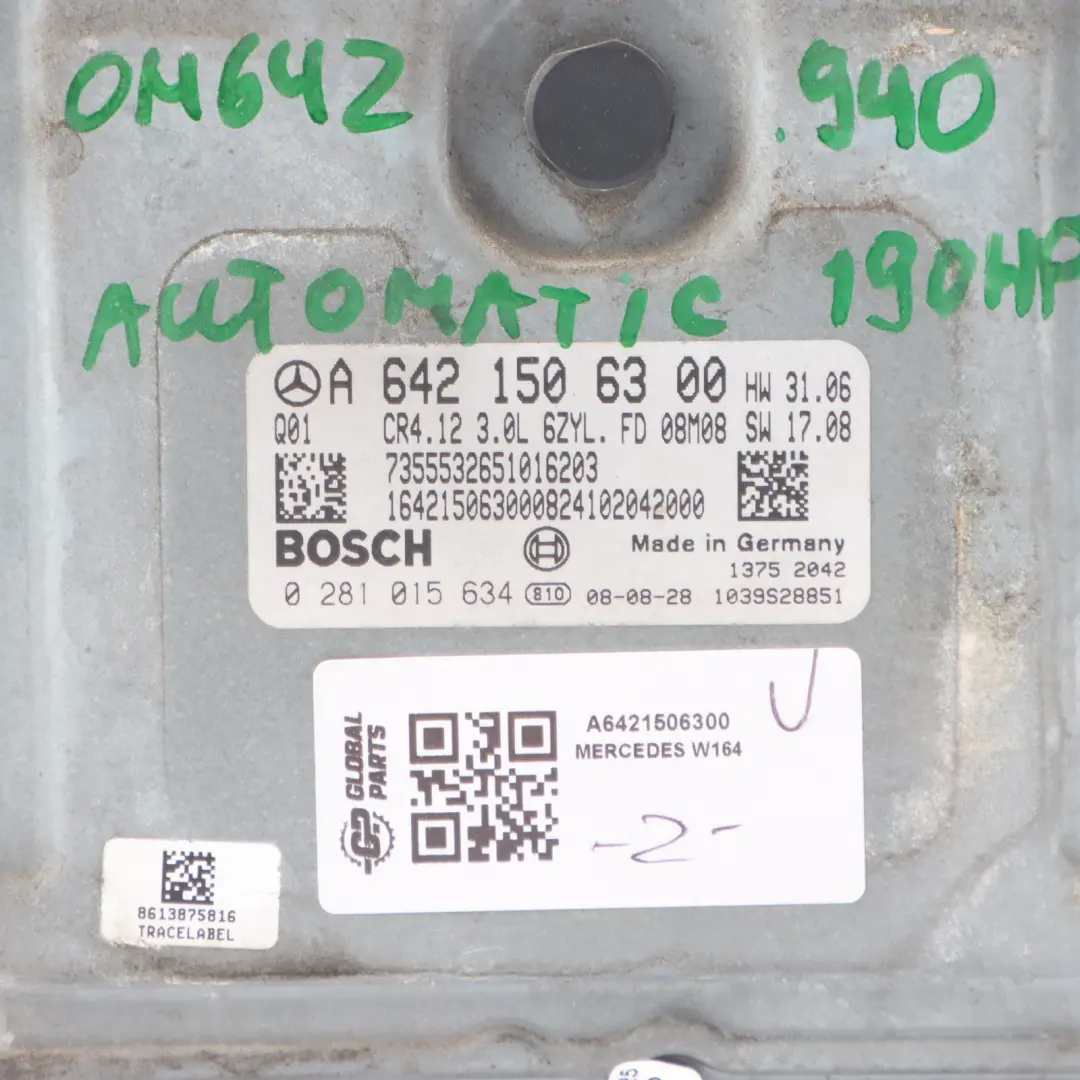 OM642 .940
AUTOMATIC 190HP
A 642 150 63 00 HW 31.06
Q01 CR4.12 3.0L 6ZYL. FD 08M08 SW 17.08
7355532651016203
164215063000824102042000
BOSCH Made in Germany
1375 2042
0 281 015 634 810 08-08-28 1039S28851
GP GLOBAL PARTS
A6421506300
MERCEDES W164
-2-
8613875816
TRACELABEL